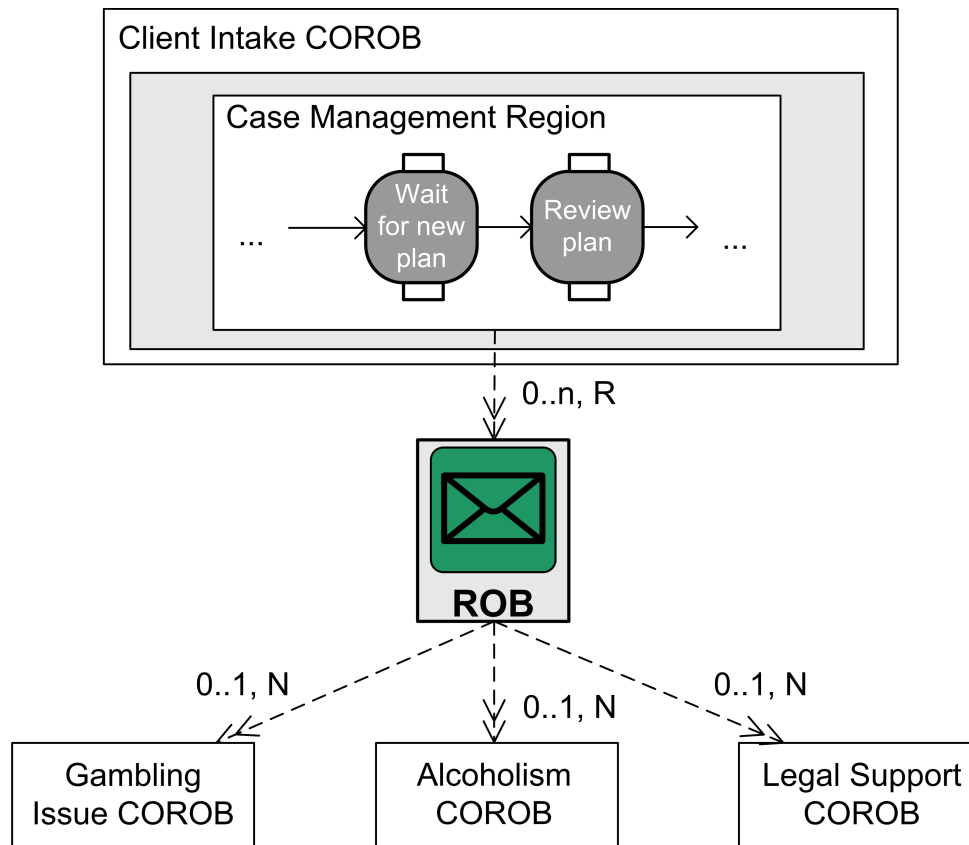 Client Intake COROB
Case Management Region
...
Wait
for new
plan
Review
plan
...
0..n, R
ROB
0..1, N
0..1, N
0..1, N
Gambling
Issue COROB
Alcoholism
COROB
Legal Support
COROB